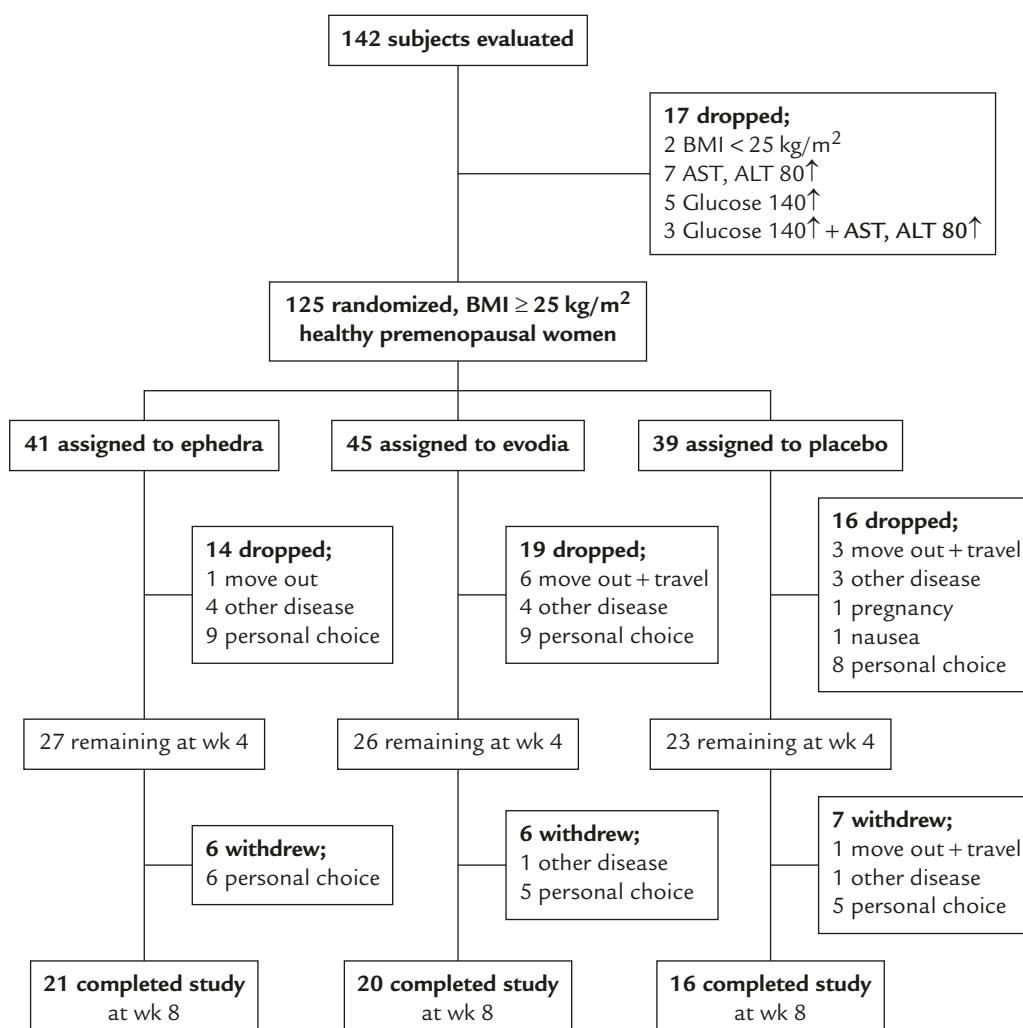 142 subjects evaluated
17 dropped;
2 BMI < 25 kg/m²
7 AST, ALT 80↑
5 Glucose 140↑
3 Glucose 140↑ + AST, ALT 80↑
125 randomized, BMI ≥ 25 kg/m²
healthy premenopausal women
41 assigned to ephedra
45 assigned to evodia
39 assigned to placebo
14 dropped;
1 move out
4 other disease
9 personal choice
19 dropped;
6 move out + travel
4 other disease
9 personal choice
16 dropped;
3 move out + travel
3 other disease
1 pregnancy
1 nausea
8 personal choice
27 remaining at wk 4
26 remaining at wk 4
23 remaining at wk 4
6 withdrew;
6 personal choice
6 withdrew;
1 other disease
5 personal choice
7 withdrew;
1 move out + travel
1 other disease
5 personal choice
21 completed study
at wk 8
20 completed study
at wk 8
16 completed study
at wk 8